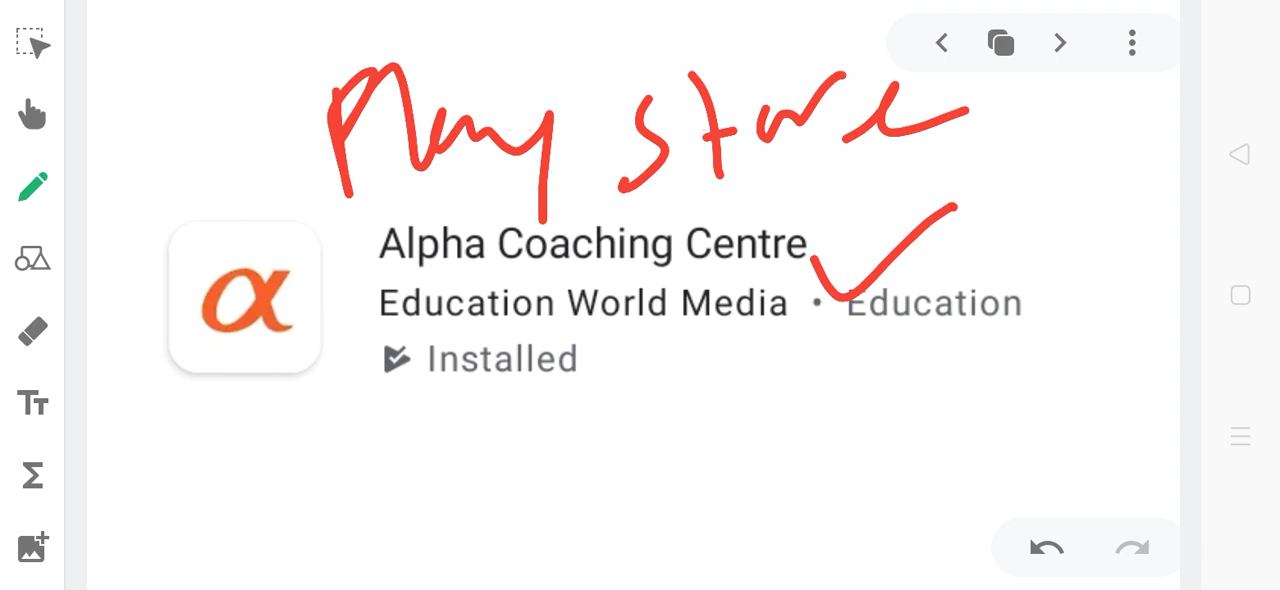 Play store
Alpha Coaching Centre
Education World Media • Education
Installed